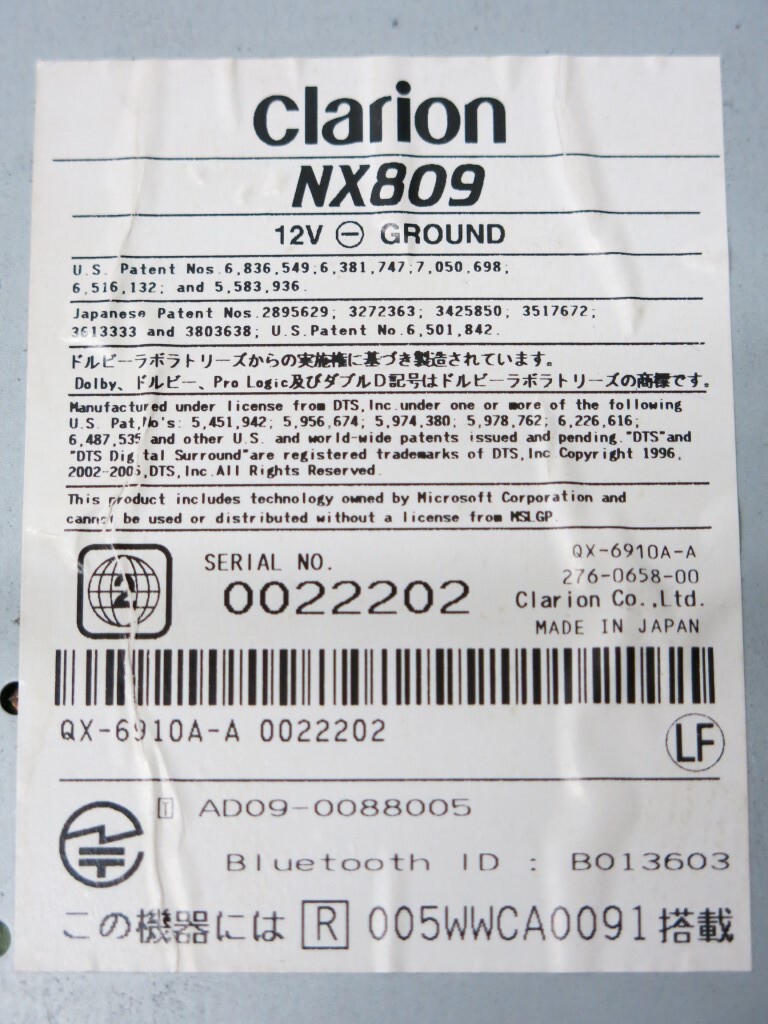 Clarion
NX809
12V ⊖ GROUND
U.S. Patent Nos.6,836,549;6,381,747;7,050,698;
6,516,132; and 5,583,936.
Japanese Patent Nos.2895629; 3272363; 3425850; 3517672;
3613333 and 3803638; U.S.Patent No.6,501,842.
ドルビーラボラトリーズからの実施権に基づき製造されています。
Dolby、ドルビー、Pro Logic及びダブルD記号はドルビーラボラトリーズの商標です。
Manufactured under license from DTS,Inc.under one or more of the following
U.S. Pat,No's: 5,451,942; 5,956,674; 5,974,380; 5,978,762; 6,226,616;
6,487,535 and other U.S. and world-wide patents issued and pending."DTS"and
"DTS Digital Surround"are registered trademarks of DTS,Inc Copyright 1996,
2002-2005,DTS,Inc.All Rights Reserved.
This product includes technology owned by Microsoft Corporation and
cannot be used or distributed without a license from MSLGP.
SERIAL NO.
0022202
QX-6910A-A
276-0658-00
Clarion Co.,Ltd.
MADE IN JAPAN
QX-6910A-A 0022202
LF
T AD09-0088005
Bluetooth ID : B013603
この機器には R 005WWCA0091 搭載